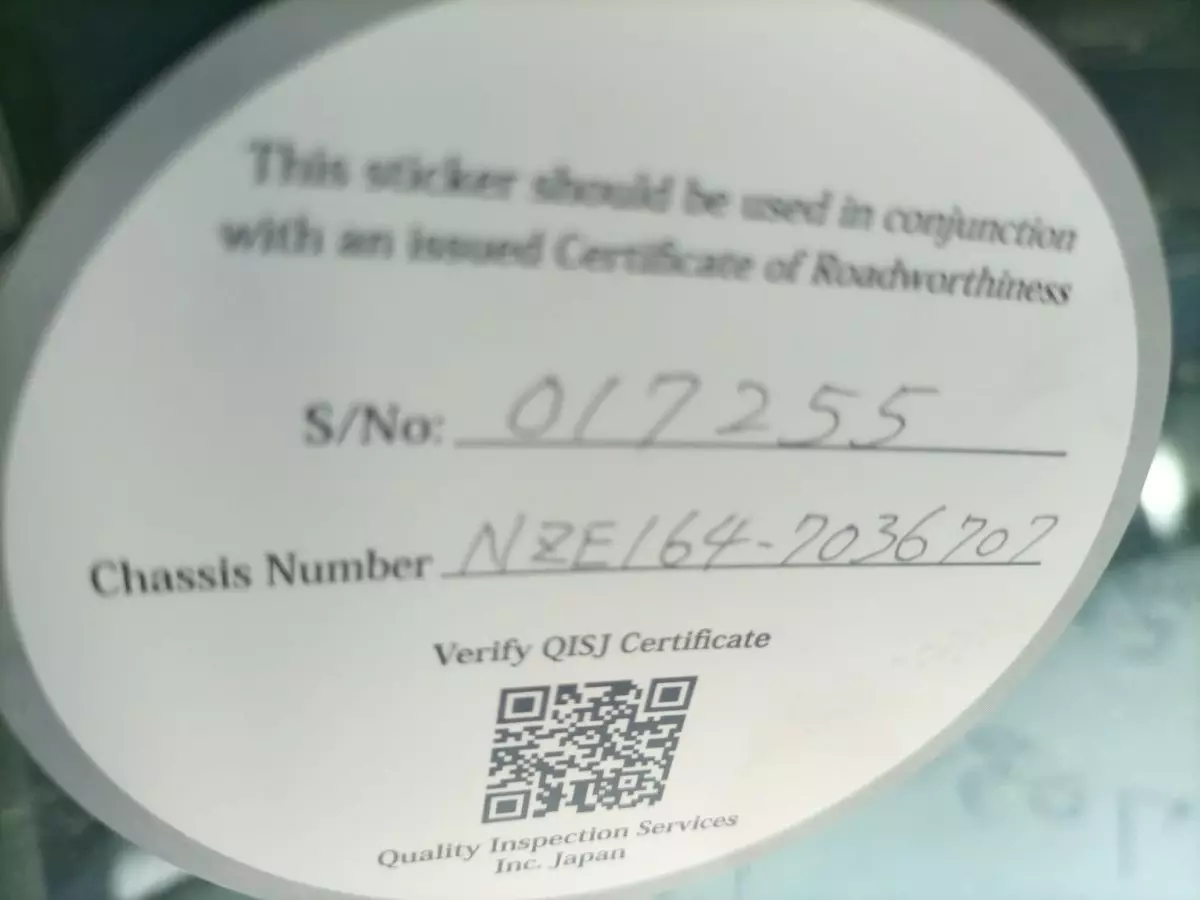 This sticker should be used in conjunction
with an issued Certificate of Roadworthiness
S/No: 017255
Chassis Number NZE164-7036707
Verify QISJ Certificate
Quality Inspection Services
Inc. Japan